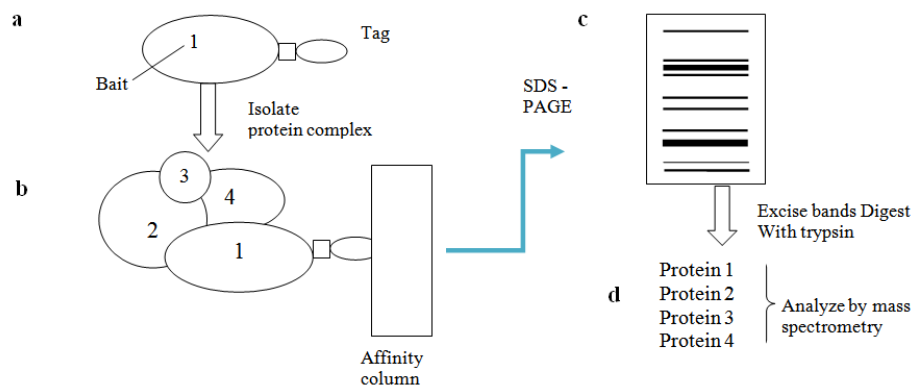 a
1
Tag
Bait
Isolate
protein complex
b
3
4
2
1
Affinity
column
SDS -
PAGE
c
Excise bands Digest
With trypsin
d
Protein 1
Protein 2
Protein 3
Protein 4
Analyze by mass
spectrometry